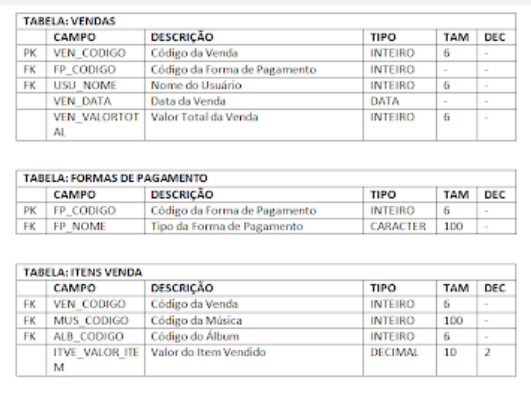 TABELA: VENDAS
CAMPO DESCRIÇÃO TIPO TAM DEC
PK VEN_CODIGO Código da Venda INTEIRO 6 -
FK FP_CODIGO Código da Forma de Pagamento INTEIRO - -
FK USU_NOME Nome do Usuário INTEIRO 6 -
VEN_DATA Data da Venda DATA - -
VEN_VALORTOT Valor Total da Venda INTEIRO 6 -
AL
TABELA: FORMAS DE PAGAMENTO
CAMPO DESCRIÇÃO TIPO TAM DEC
PK FP_CODIGO Código da Forma de Pagamento INTEIRO 6 -
FK FP_NOME Tipo da Forma de Pagamento CARACTER 100 -
TABELA: ITENS VENDA
CAMPO DESCRIÇÃO TIPO TAM DEC
FK VEN_CODIGO Código da Venda INTEIRO 6 -
FK MUS_CODIGO Código da Música INTEIRO 100 -
FK ALB_CODIGO Código do Álbum INTEIRO 6 -
ITVE_VALOR_ITE Valor do Item Vendido DECIMAL 10 2
M